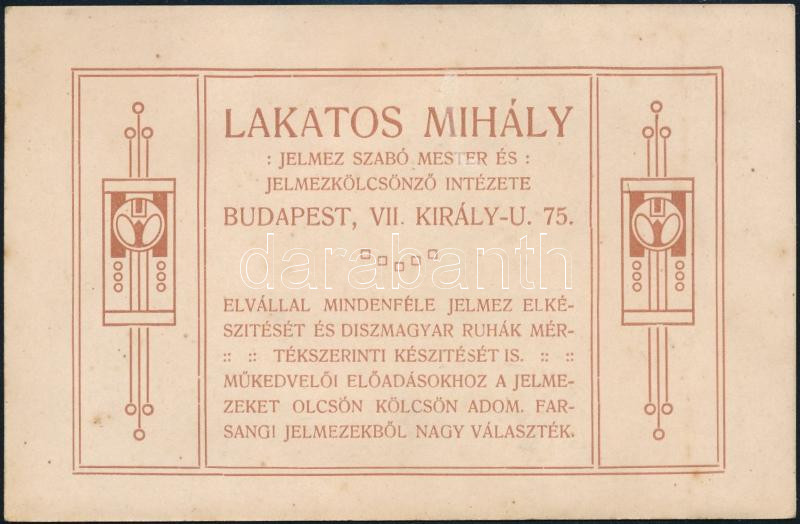 LAKATOS MIHÁLY
: JELMEZ SZABÓ MESTER ÉS :
JELMEZKÖLCSÖNZŐ INTÉZETE
BUDAPEST, VII. KIRÁLY-U. 75.
darabanth
ELVÁLLAL MINDENFÉLE JELMEZ ELKÉ-
SZITÉSÉT ÉS DISZMAGYAR RUHÁK MÉR-
:: :: TÉKSZERINTI KÉSZITÉSÉT IS. :: ::
MŰKEDVELŐI ELŐADÁSOKHOZ A JELME-
ZEKET OLCSÖN KÖLCSÖN ADOM. FAR-
SANGI JELMEZEKBŐL NAGY VÁLASZTÉK.